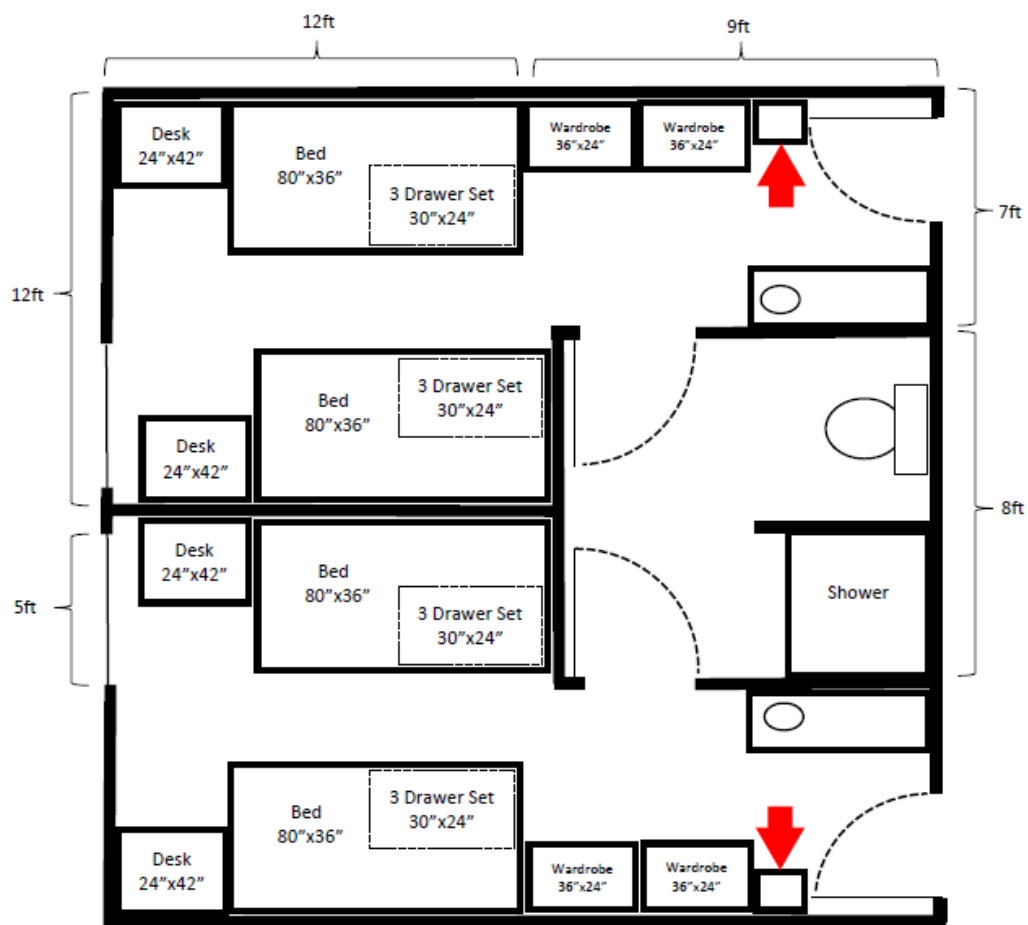 12ft
9ft
Desk
24”x42”
Bed
80”x36”
3 Drawer Set
30”x24”
Wardrobe
36”x24”
Wardrobe
36”x24”
7ft
12ft
Bed
80”x36”
3 Drawer Set
30”x24”
Desk
24”x42”
8ft
Desk
24”x42”
Bed
80”x36”
3 Drawer Set
30”x24”
5ft
Shower
Bed
80”x36”
3 Drawer Set
30”x24”
Desk
24”x42”
Wardrobe
36”x24”
Wardrobe
36”x24”